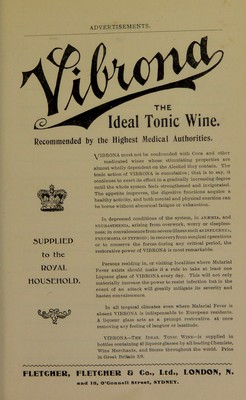 ADVERTISEMENTS.
Vibrona
THE
Ideal Tonic Wine.
Recommended by the Highest Medical Authorities.
VIBRONA must not be confounded with Coca and other
medicated wines whose stimulating properties are
almost wholly dependent on the Alcohol they contain. The
tonic action of VIBRONA is cumulative; that is to say, it
continues to exert its effect in a gradually increasing degree
until the whole system feels strengthened and invigorated.
The appetite improves, the digestive functions acquire a
healthy activity, and both mental and physical exertion can
be borne without abnormal fatigue or exhaustion.
In depressed conditions of the system, in ANÆMIA, and
NEURASTHENIA, arising from overwork, worry or sleepless-
ness; in convalescence from severe illness such as INFLUENZA,
PNEUMONIA or TYPHOID; in recovery from surgical operations
or to conserve the forces during any critical period, the
restorative power of VIBRONA is most remarkable.
SUPPLIED
to the
ROYAL
HOUSEHOLD.
Persons residing in, or visiting localities where Malarial
Fever exists should make it a rule to take at least one
Liqueur glass of VIBRONA every day. This will not only
materially increase the power to resist infection but in the
event of an attack will greatly mitigate its severity and
hasten convalescence.
In all tropical climates even where Malarial Fever is
absent VIBRONA is indispensable to European residents.
A liqueur glass acts as a prompt restorative at once
removing any feeling of languor or lassitude.
VIBRONA—THE Ideal Tonic Wine—is supplied in
bottles containing 42 liqueur glasses by all leading Chemists,
Wine Merchants, and Stores throughout the world. Price
in Great Britain
FLETCHER, FLETCHER & Co., Ltd., LONDON, N.
and 18, O'Connell Street, SYDNEY.